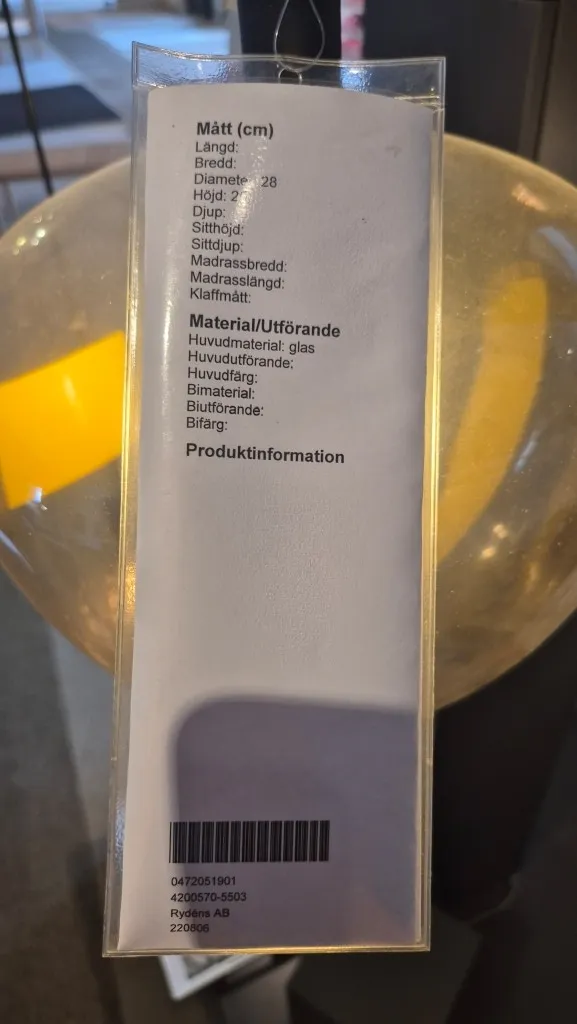 Mått (cm)
Längd:
Bredd:
Diameter 28
Höjd:
Djup:
Sitthöjd:
Sittdjup:
Madrassbredd:
Madrasslängd:
Klaffmått:
Material/Utförande
Huvudmaterial: glas
Huvudutförande:
Huvudfärg:
Bimaterial:
Biutförande:
Bifärg:
Produktinformation
0472051901
4200570-5503
Rydéns AB
220806